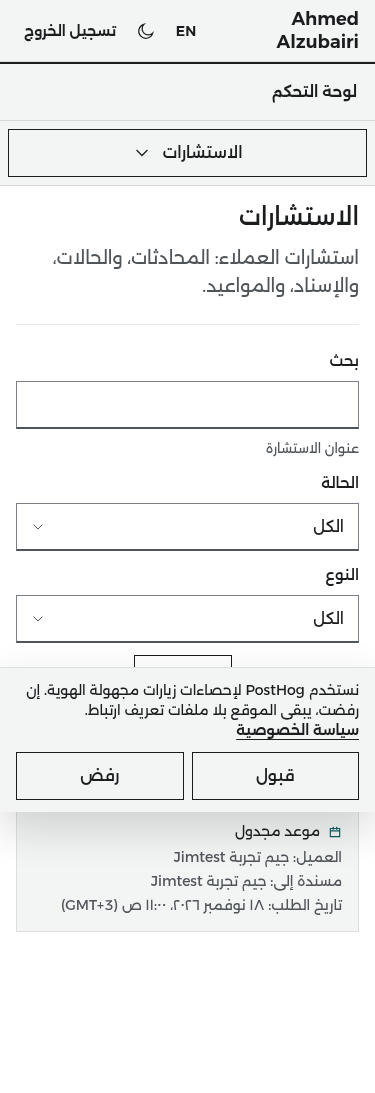 Ahmed
Alzubairi
EN
تسجيل الخروج
لوحة التحكم
الاستشارات
الاستشارات
استشارات العملاء: المحادثات، والحالات،
والإسناد، والمواعيد.
بحث
عنوان الاستشارة
الحالة
الكل
النوع
الكل
نستخدم PostHog لإحصاءات زيارات مجهولة الهوية. إن
رفضت، يبقى الموقع بلا ملفات تعريف ارتباط.
سياسة الخصوصية
قبول
رفض
موعد مجدول
العميل: جيم تجربة Jimtest
مسندة إلى: جيم تجربة Jimtest
تاريخ الطلب: ١٨ نوفمبر ٢٠٢٦، ١١:٠٠ ص (GMT+3)